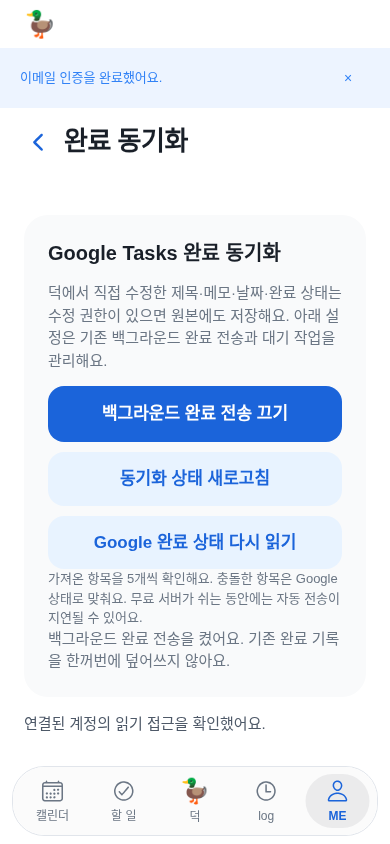 이메일 인증을 완료했어요.
×
완료 동기화
Google Tasks 완료 동기화
덕에서 직접 수정한 제목·메모·날짜·완료 상태는
수정 권한이 있으면 원본에도 저장해요. 아래 설
정은 기존 백그라운드 완료 전송과 대기 작업을
관리해요.
백그라운드 완료 전송 끄기
동기화 상태 새로고침
Google 완료 상태 다시 읽기
가져온 항목을 5개씩 확인해요. 충돌한 항목은 Google
상태로 맞춰요. 무료 서버가 쉬는 동안에는 자동 전송이
지연될 수 있어요.
백그라운드 완료 전송을 켰어요. 기존 완료 기록
을 한꺼번에 덮어쓰지 않아요.
연결된 계정의 읽기 접근을 확인했어요.
캘린더
할 일
덕
log
ME